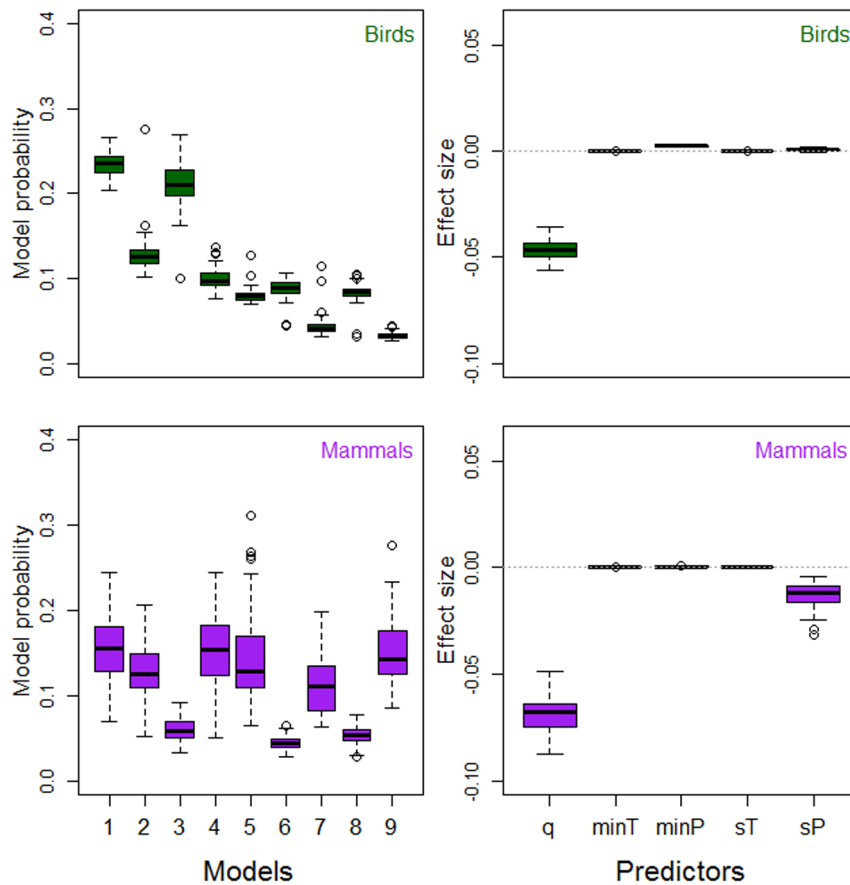 Birds
Model probability
0.4
0.3
0.2
0.1
0.0
Birds
Effect size
0.05
0.00
-0.05
-0.10
Mammals
Model probability
0.4
0.3
0.2
0.1
0.0
1 2 3 4 5 6 7 8 9
Models
Mammals
Effect size
0.05
0.00
-0.05
-0.10
q minT minP sT sP
Predictors